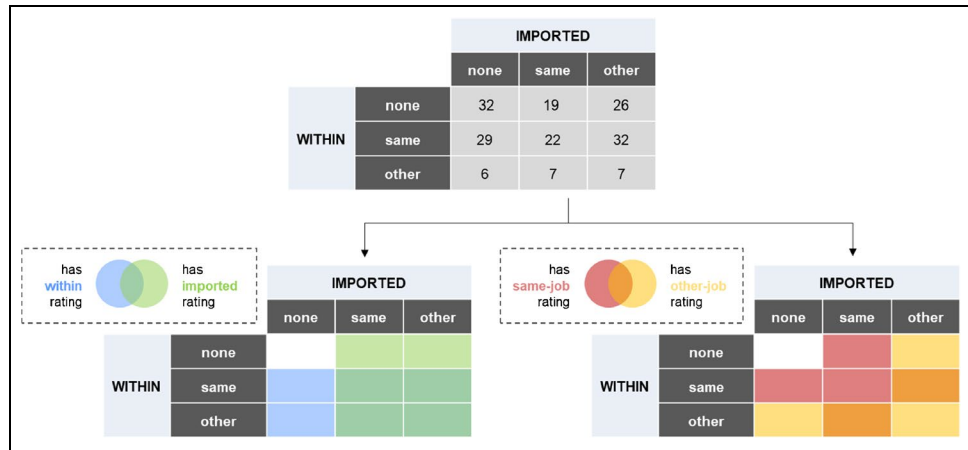 IMPORTED
none same other
none 32 19 26
WITHIN same 29 22 32
other 6 7 7
has within rating
has imported rating
IMPORTED
none same other
none
WITHIN same
other
has same-job rating
has other-job rating
IMPORTED
none same other
none
WITHIN same
other